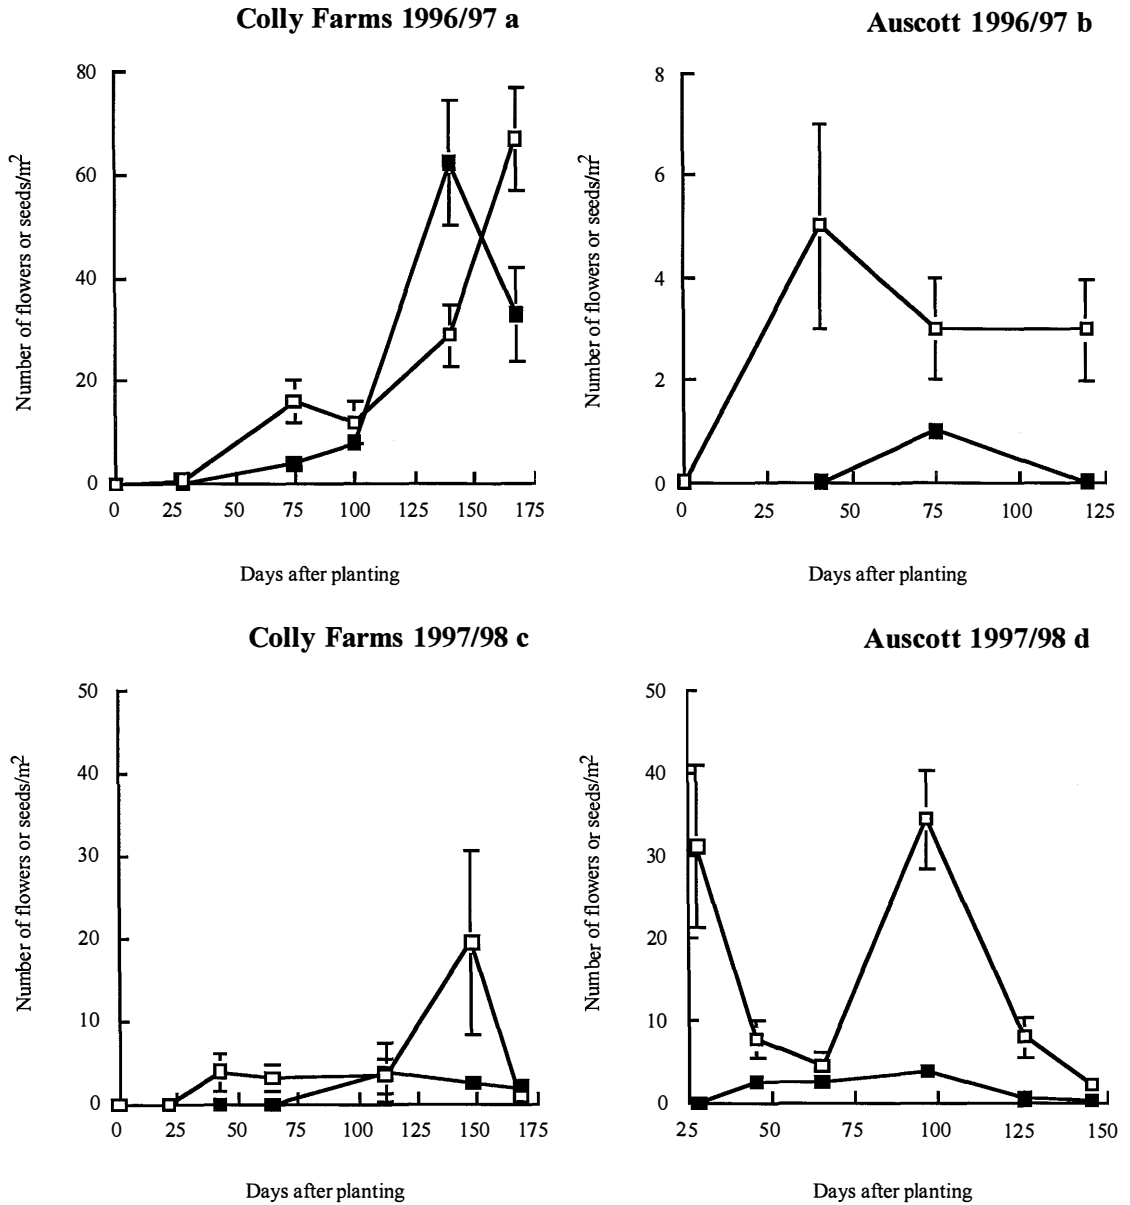 Colly Farms 1996/97 a
Number of flowers or seeds/m²
80
60
40
20
0
0 25 50 75 100 125 150 175
Days after planting
Auscott 1996/97 b
Number of flowers or seeds/m²
8
6
4
2
0
0 25 50 75 100 125
Days after planting
Colly Farms 1997/98 c
Number of flowers or seeds/m²
50
40
30
20
10
0
0 25 50 75 100 125 150 175
Days after planting
Auscott 1997/98 d
Number of flowers or seeds/m²
50
40
30
20
10
0
25 50 75 100 125 150
Days after planting